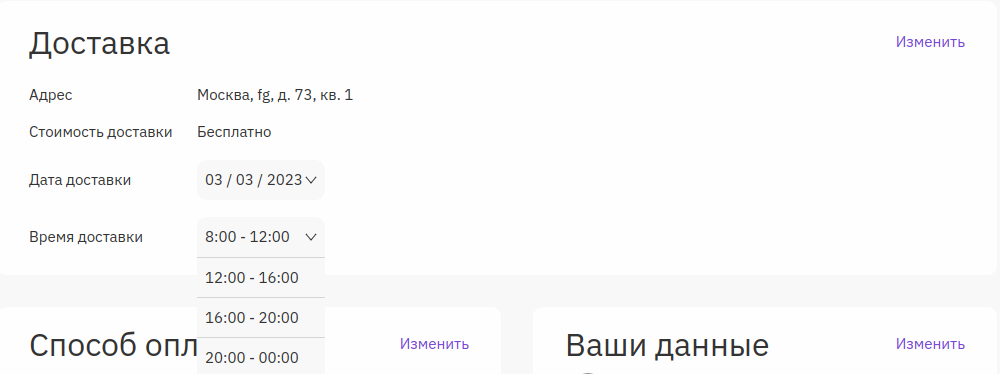 Доставка
Изменить
Адрес
Москва, fg, д. 73, кв. 1
Стоимость доставки
Бесплатно
Дата доставки
03 / 03 / 2023
Время доставки
8:00 - 12:00
12:00 - 16:00
16:00 - 20:00
20:00 - 00:00
Способ опл
Изменить
Ваши данные
Изменить